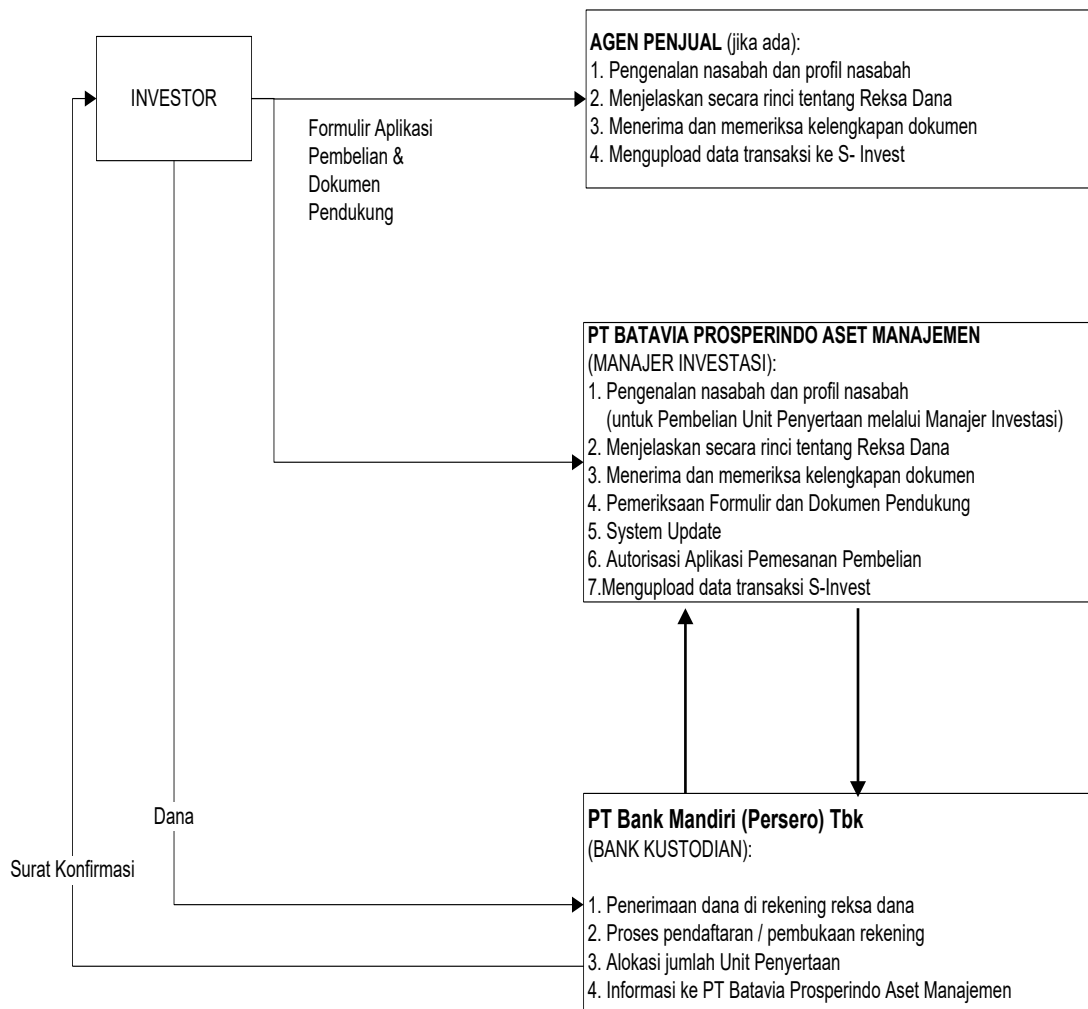 INVESTOR
Formulir Aplikasi
Pembelian &
Dokumen
Pendukung
AGEN PENJUAL (jika ada):
1. Pengenalan nasabah dan profil nasabah
2. Menjelaskan secara rinci tentang Reksa Dana
3. Menerima dan memeriksa kelengkapan dokumen
4. Mengupload data transaksi ke S- Invest
PT BATAVIA PROSPERINDO ASET MANAJEMEN
(MANAJER INVESTASI):
1. Pengenalan nasabah dan profil nasabah
(untuk Pembelian Unit Penyertaan melalui Manajer Investasi)
2. Menjelaskan secara rinci tentang Reksa Dana
3. Menerima dan memeriksa kelengkapan dokumen
4. Pemeriksaan Formulir dan Dokumen Pendukung
5. System Update
6. Autorisasi Aplikasi Pemesanan Pembelian
7.Mengupload data transaksi S-Invest
Dana
Surat Konfirmasi
PT Bank Mandiri (Persero) Tbk
(BANK KUSTODIAN):
1. Penerimaan dana di rekening reksa dana
2. Proses pendaftaran / pembukaan rekening
3. Alokasi jumlah Unit Penyertaan
4. Informasi ke PT Batavia Prosperindo Aset Manajemen